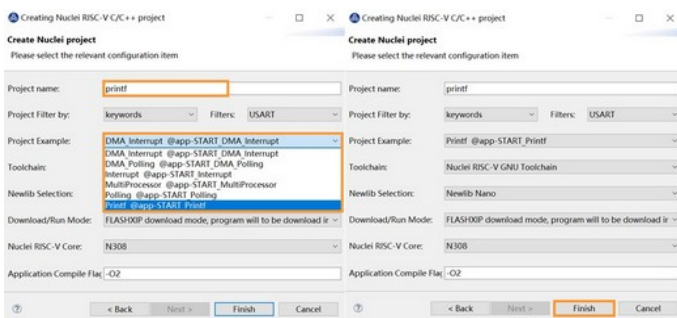 Creating Nuclei RISC-V C/C++ project
Create Nuclei project
Please select the relevant configuration item
Project name: printf
Project Filter by: keywords Filters: USART
Project Example: DMA_Interrupt @app-START_DMA_Interrupt
DMA_Interrupt @app-START_DMA_Interrupt
DMA_Polling @app-START_DMA_Polling
Interrupt @app-START_Interrupt
MultiProcessor @app-START_MultiProcessor
Polling @app-START_Polling
Printf @app-START_Printf
Toolchain:
Newlib Selection:
Download/Run Mode: FLASHXIP download mode, program will to be download ir
Nuclei RISC-V Core: N308
Application Compile Flag -O2
< Back Next > Finish Cancel
Creating Nuclei RISC-V C/C++ project
Create Nuclei project
Please select the relevant configuration item
Project name: printf
Project Filter by: keywords Filters: USART
Project Example: Printf @app-START_Printf
Toolchain: Nuclei RISC-V GNU Toolchain
Newlib Selection: Newlib Nano
Download/Run Mode: FLASHXIP download mode, program will to be download ir
Nuclei RISC-V Core: N308
Application Compile Flag -O2
< Back Next > Finish Cancel